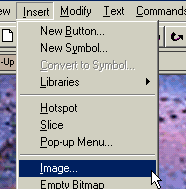 Insert Modify Text Commands
New Button...
New Symbol...
Convert to Symbol...
Libraries
Hotspot
Slice
Pop-up Menu...
Image...
Empty Bitmap